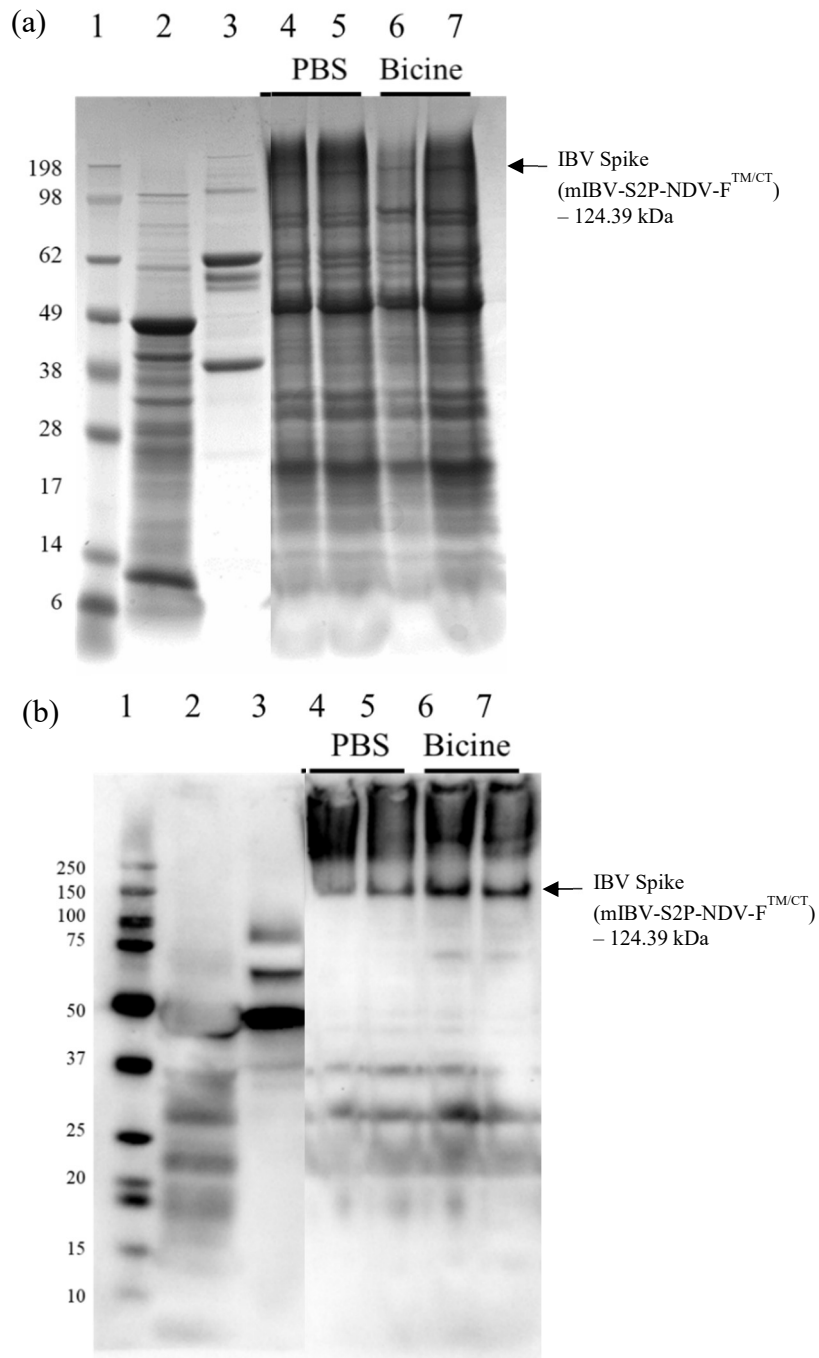 (a)
1 2 3 4 5 6 7
PBS Bicine
198
98
62
49
38
28
17
14
6
IBV Spike
(mIBV-S2P-NDV-F^TM/CT)
– 124.39 kDa
(b)
1 2 3 4 5 6 7
PBS Bicine
250
150
100
75
50
37
25
20
15
10
IBV Spike
(mIBV-S2P-NDV-F^TM/CT)
– 124.39 kDa